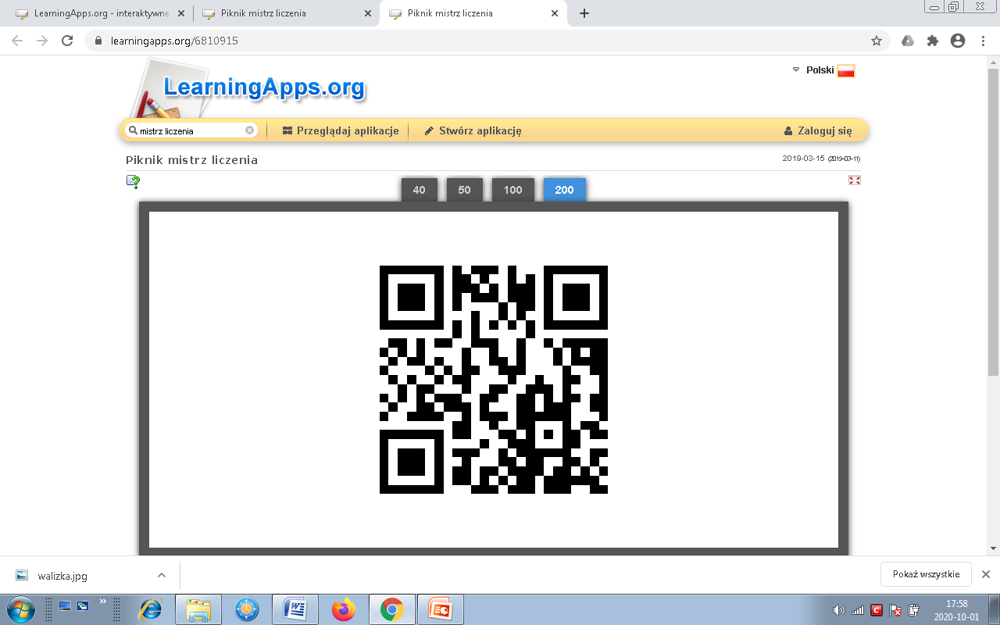 LearningApps.org - interaktywne
Piknik mistrz liczenia
Piknik mistrz liczenia
learningapps.org/6810915
LearningApps.org
Polski
mistrz liczenia
Przeglądaj aplikacje
Stwórz aplikację
Zaloguj się
Piknik mistrz liczenia
2019-03-15 (2019-03-11)
40
50
100
200
walizka.jpg
Pokaż wszystkie
17:58
2020-10-01